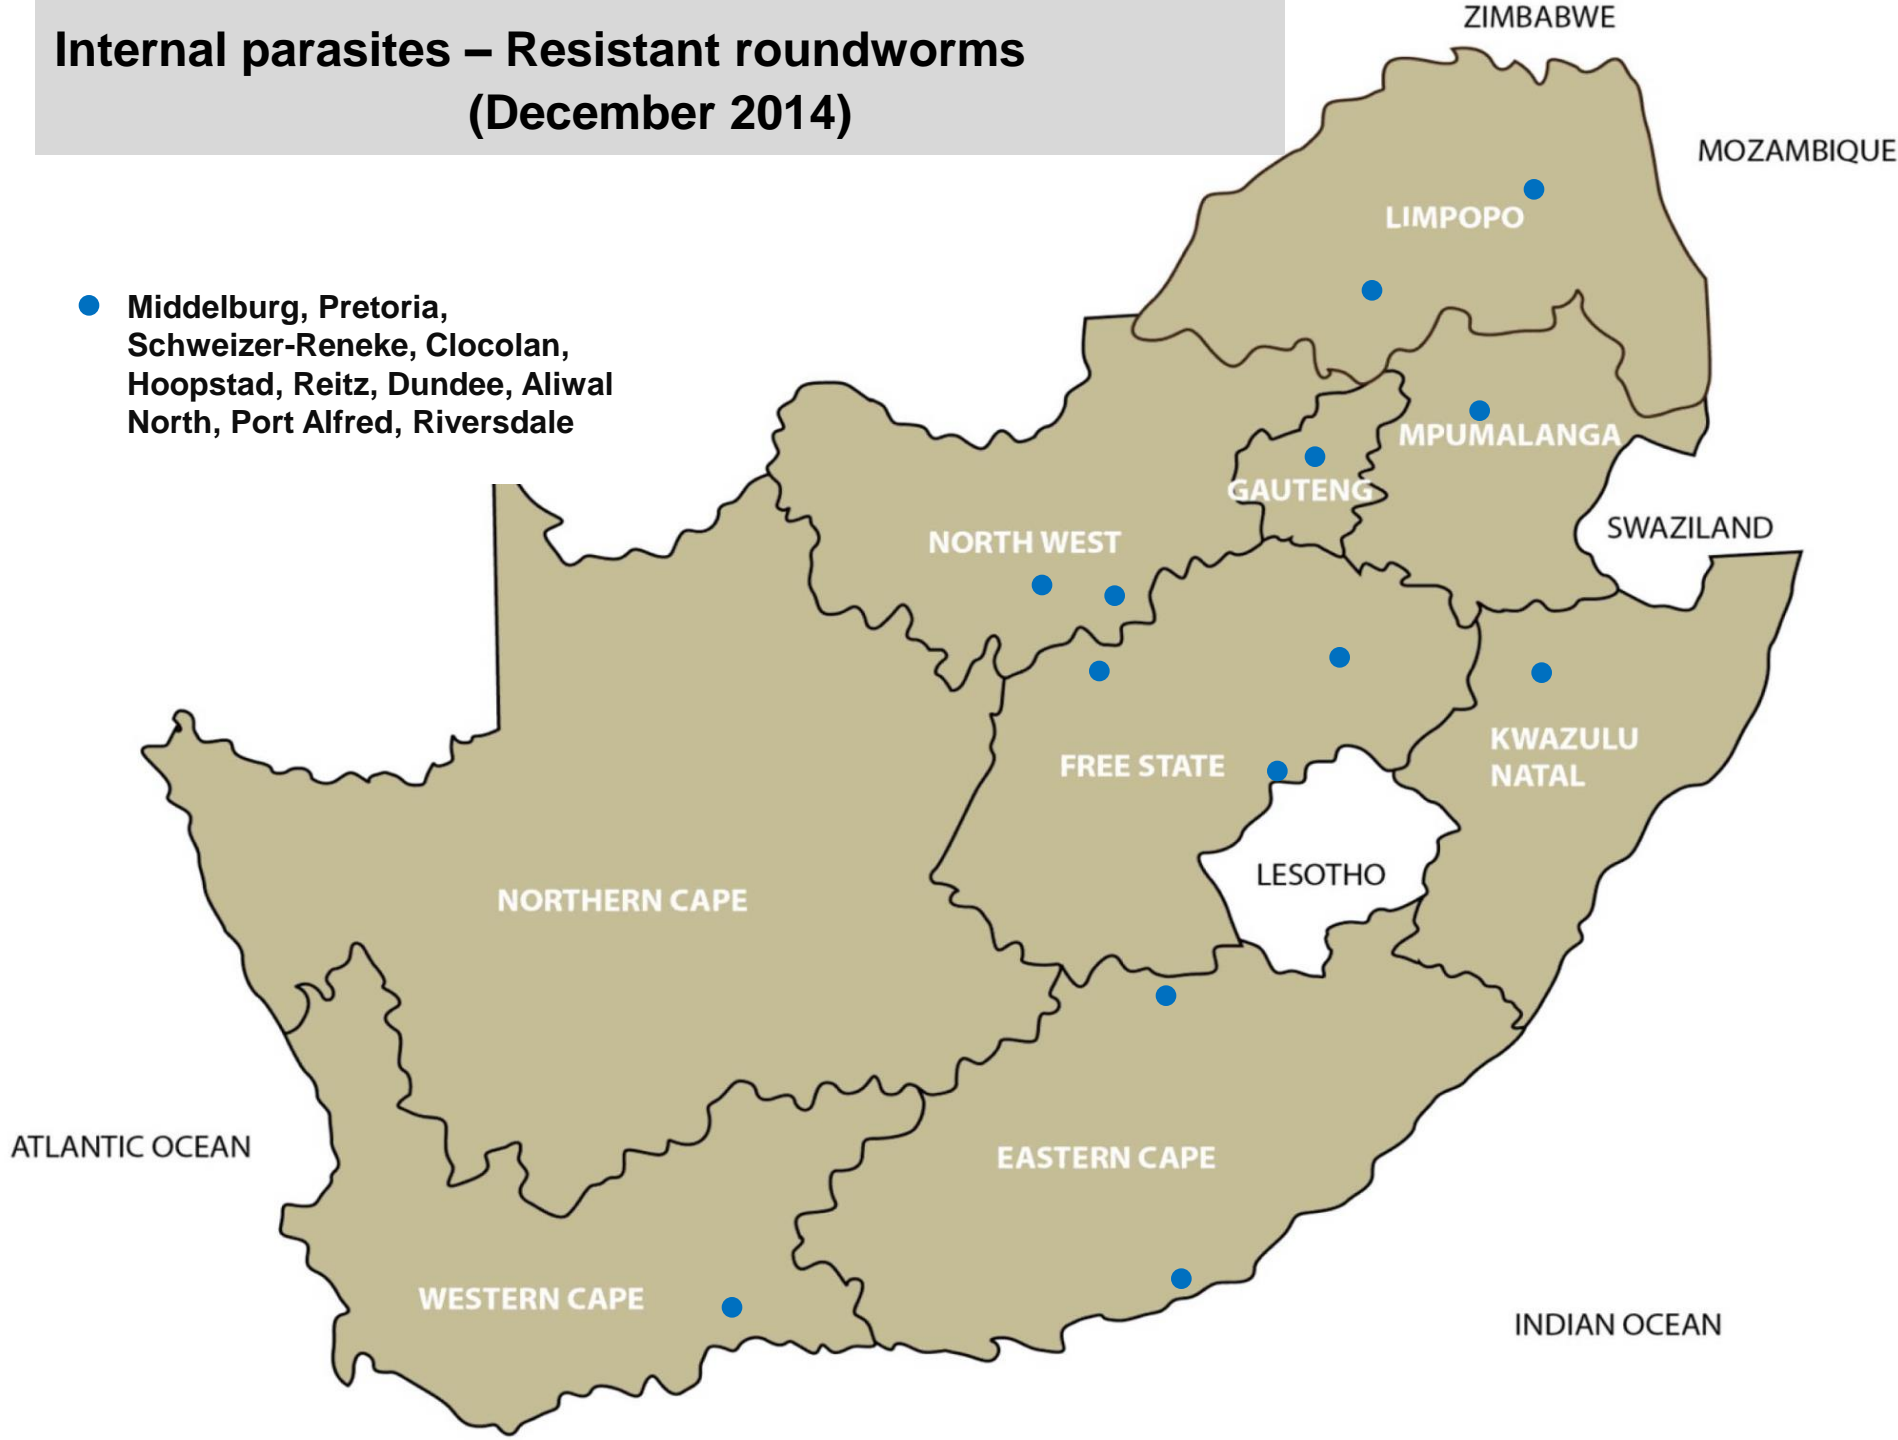 Internal parasites – Resistant roundworms
(December 2014)
ZIMBABWE
MOZAMBIQUE
LIMPOPO
Middelburg, Pretoria,
Schweizer-Reneke, Clocolan,
Hoopstad, Reitz, Dundee, Aliwal
North, Port Alfred, Riversdale
MPUMALANGA
GAUTENG
SWAZILAND
NORTH WEST
KWAZULU
NATAL
FREE STATE
LESOTHO
NORTHERN CAPE
ATLANTIC OCEAN
EASTERN CAPE
WESTERN CAPE
INDIAN OCEAN